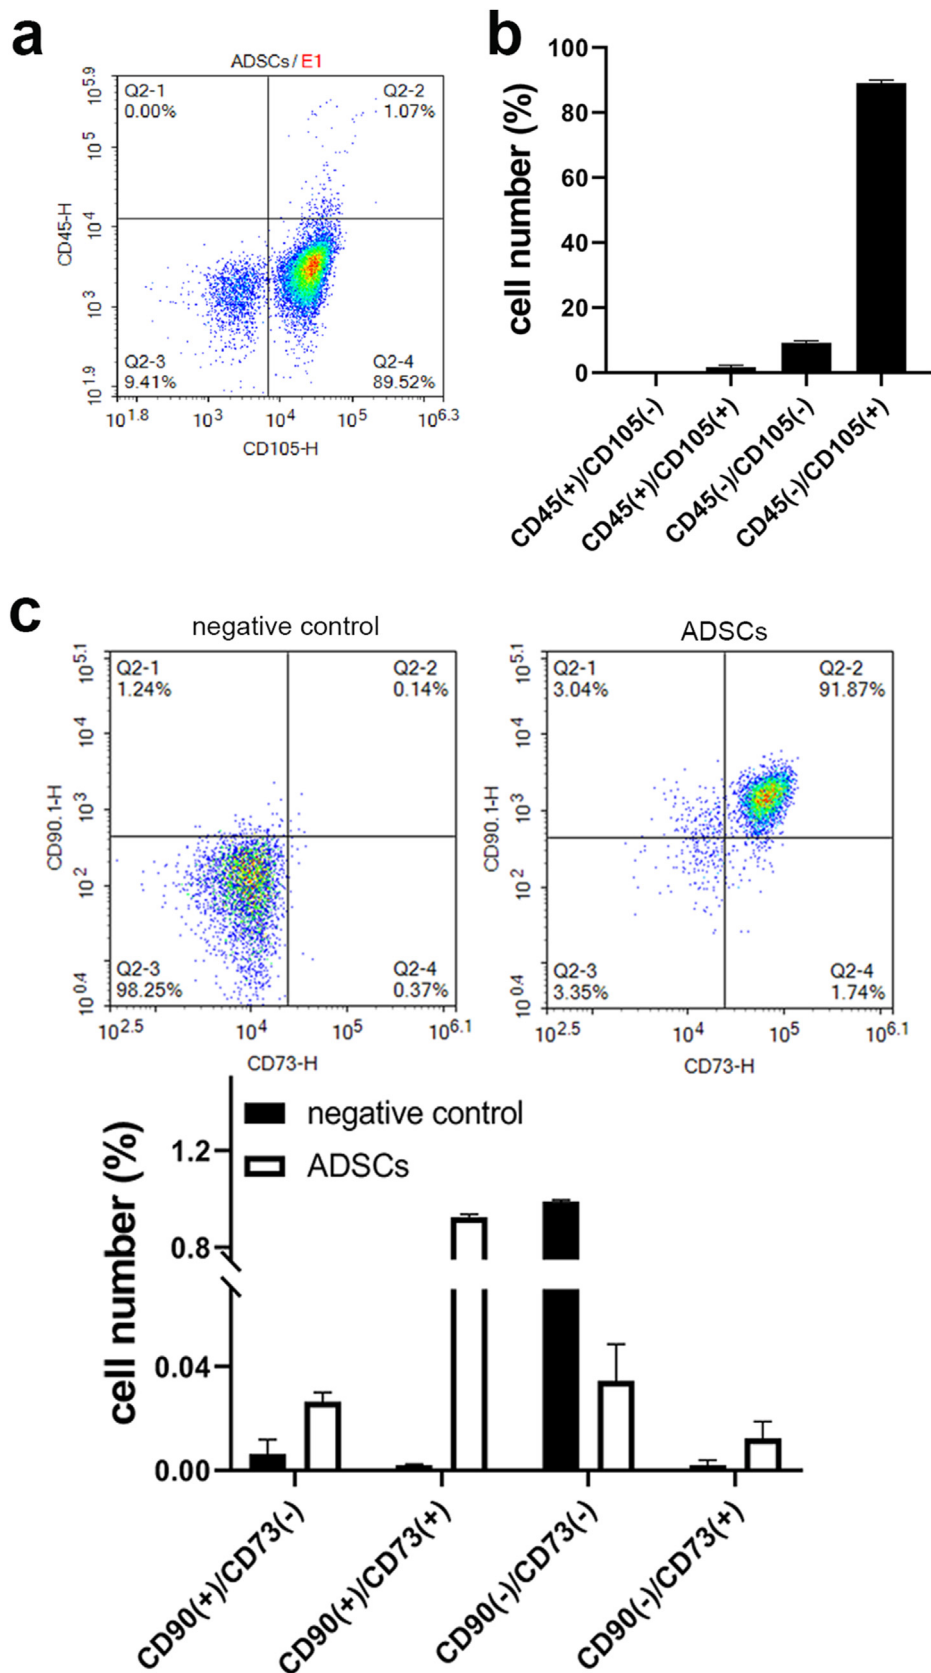 a
ADSCs / E1
Q2-1
0.00%
Q2-2
1.07%
Q2-3
9.41%
Q2-4
89.52%
CD45-H
10^5.9
10^5
10^4
10^3
10^1.9
10^1.8 10^3 10^4 10^5 10^6.3
CD105-H
b
cell number (%)
100
80
60
40
20
0
CD45(+)/CD105(-)
CD45(+)/CD105(+)
CD45(-)/CD105(-)
CD45(-)/CD105(+)
c
negative control
Q2-1
1.24%
Q2-2
0.14%
Q2-3
98.25%
Q2-4
0.37%
CD90.1-H
10^5.1
10^4
10^3
10^2
10^0.4
10^2.5 10^4 10^5 10^6.1
CD73-H
ADSCs
Q2-1
3.04%
Q2-2
91.87%
Q2-3
3.35%
Q2-4
1.74%
CD90.1-H
10^5.1
10^4
10^3
10^2
10^0.4
10^2.5 10^4 10^5 10^6.1
CD73-H
negative control
ADSCs
cell number (%)
1.2
0.8
0.04
0.00
CD90(+)/CD73(-)
CD90(+)/CD73(+)
CD90(-)/CD73(-)
CD90(-)/CD73(+)